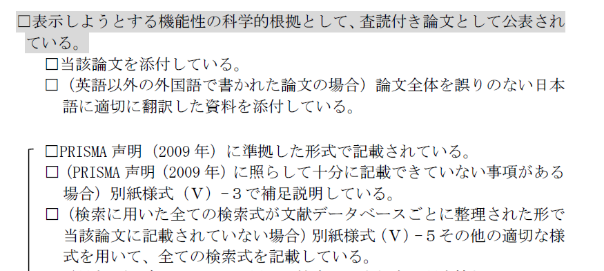 □表示しようとする機能性の科学的根拠として、査読付き論文として公表され
ている。
□当該論文を添付している。
□（英語以外の外国語で書かれた論文の場合）論文全体を誤りのない日本
語に適切に翻訳した資料を添付している。
□PRISMA 声明（2009 年）に準拠した形式で記載されている。
□（PRISMA 声明（2009 年）に照らして十分に記載できていない事項がある
場合）別紙様式（Ⅴ）-３で補足説明している。
□（検索に用いた全ての検索式が文献データベースごとに整理された形で
当該論文に記載されていない場合）別紙様式（Ⅴ）-５その他の適切な様
式を用いて、全ての検索式を記載している。